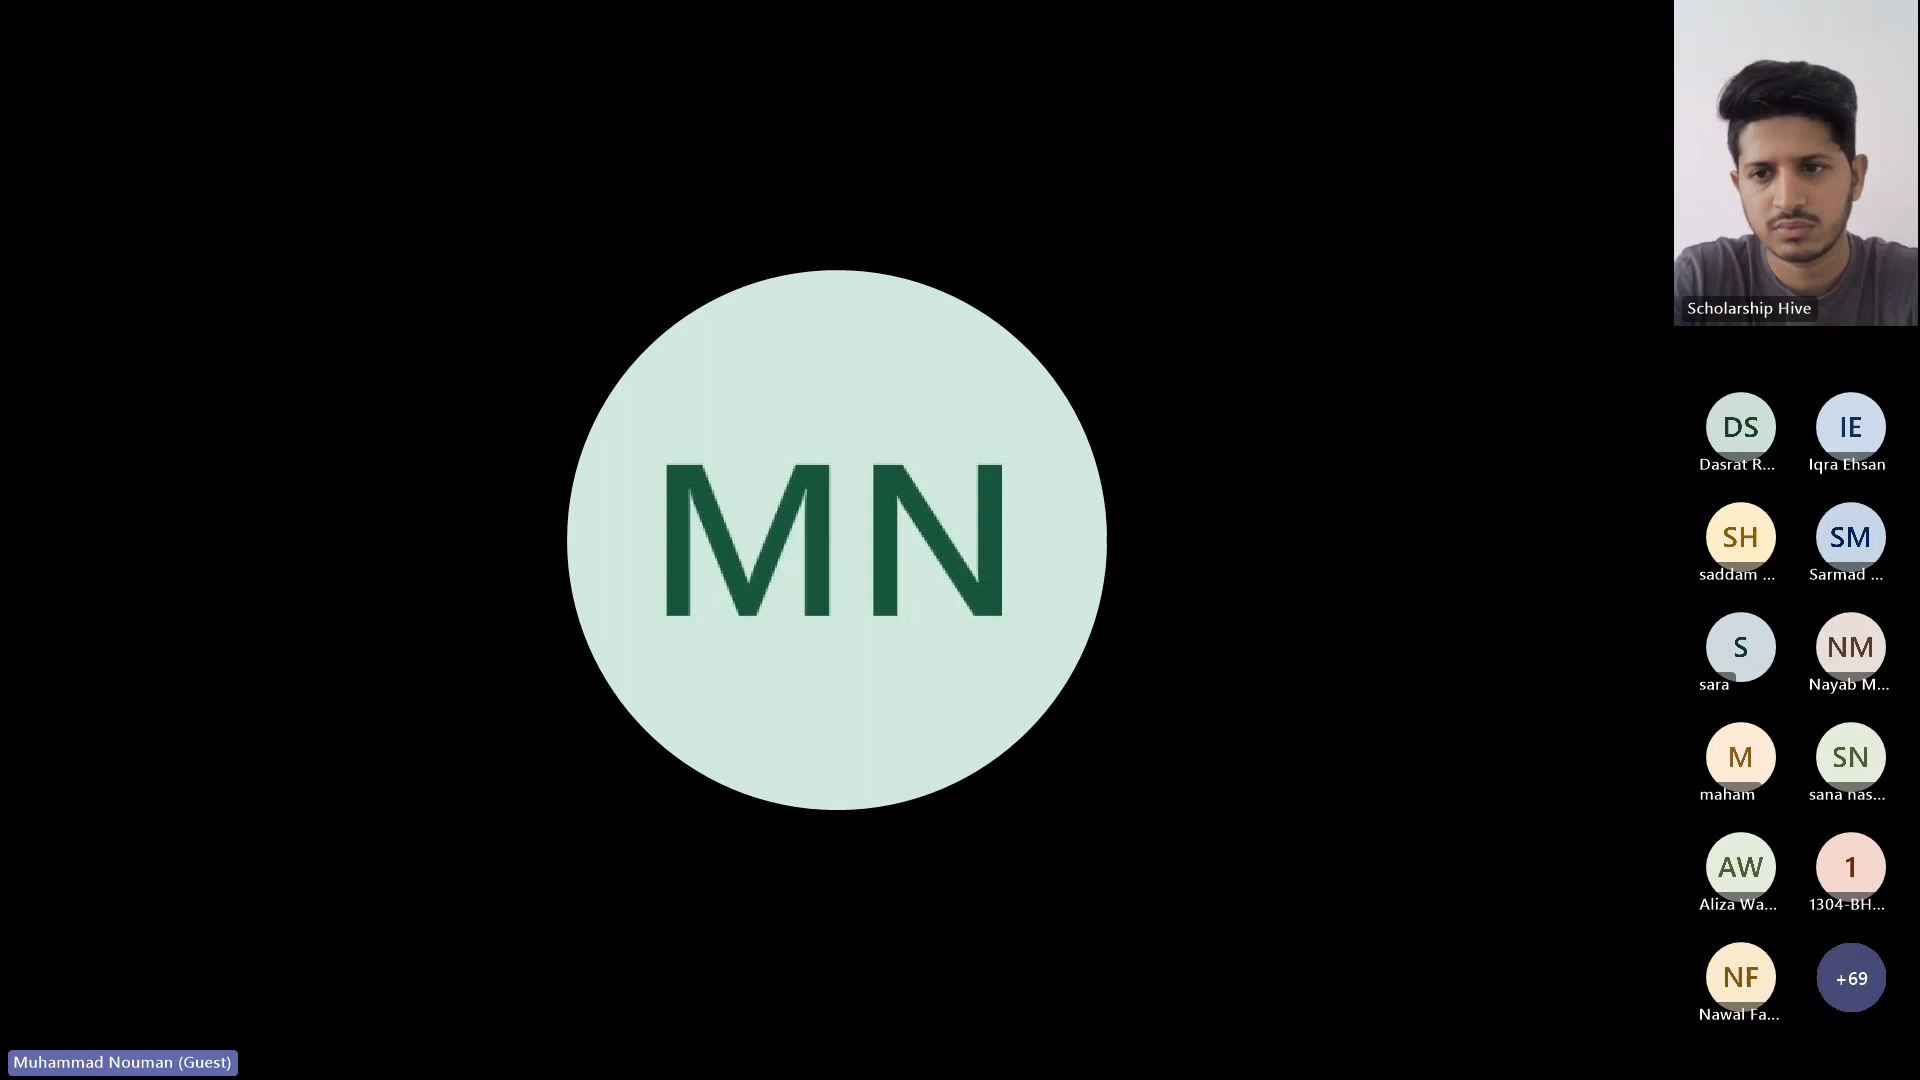 MN
Muhammad Nouman (Guest)
Scholarship Hive
DS
IE
Dasrat R...
Iqra Ehsan
SH
SM
saddam ...
Sarmad ...
S
NM
sara
Nayab M...
M
SN
maham
sana nas...
AW
1
Aliza Wa...
1304-BH...
NF
+69
Nawal Fa...